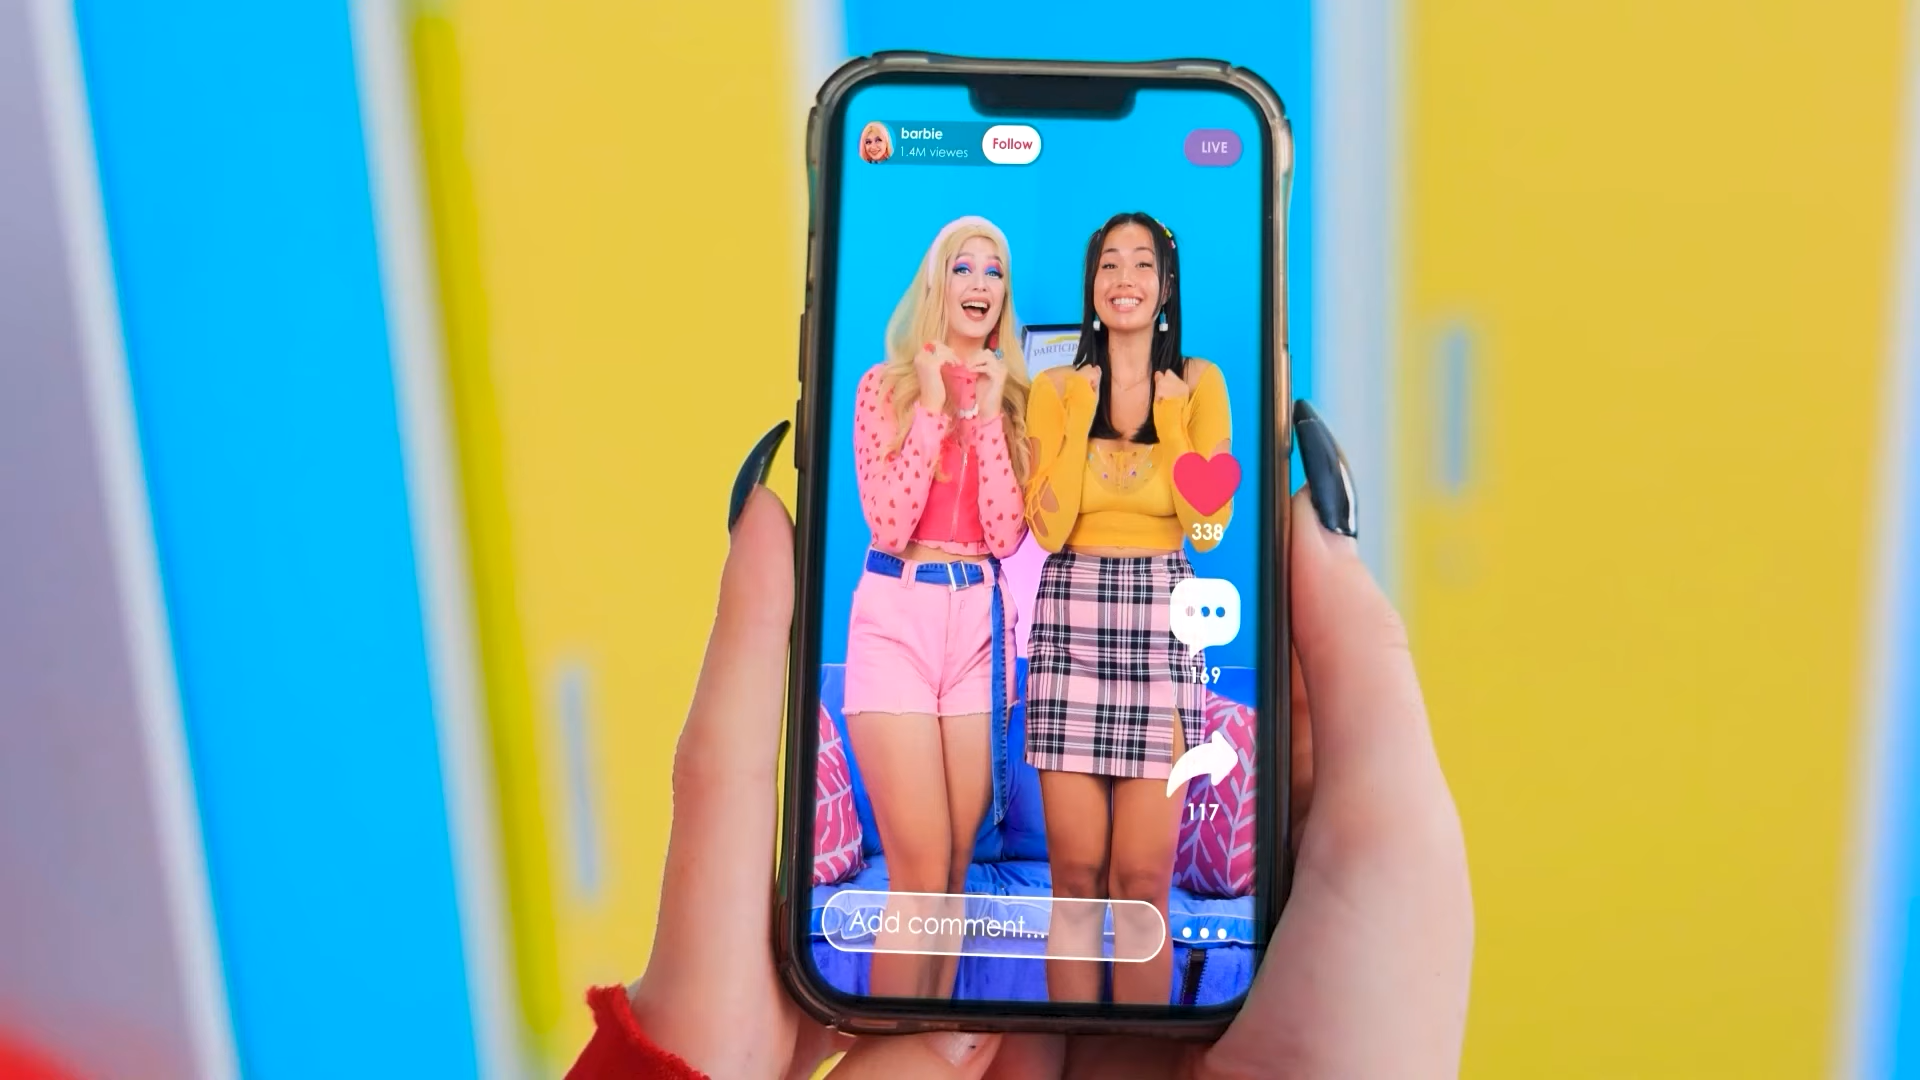 barbie
1.4M viewes
Follow
LIVE
338
169
117
Add comment...